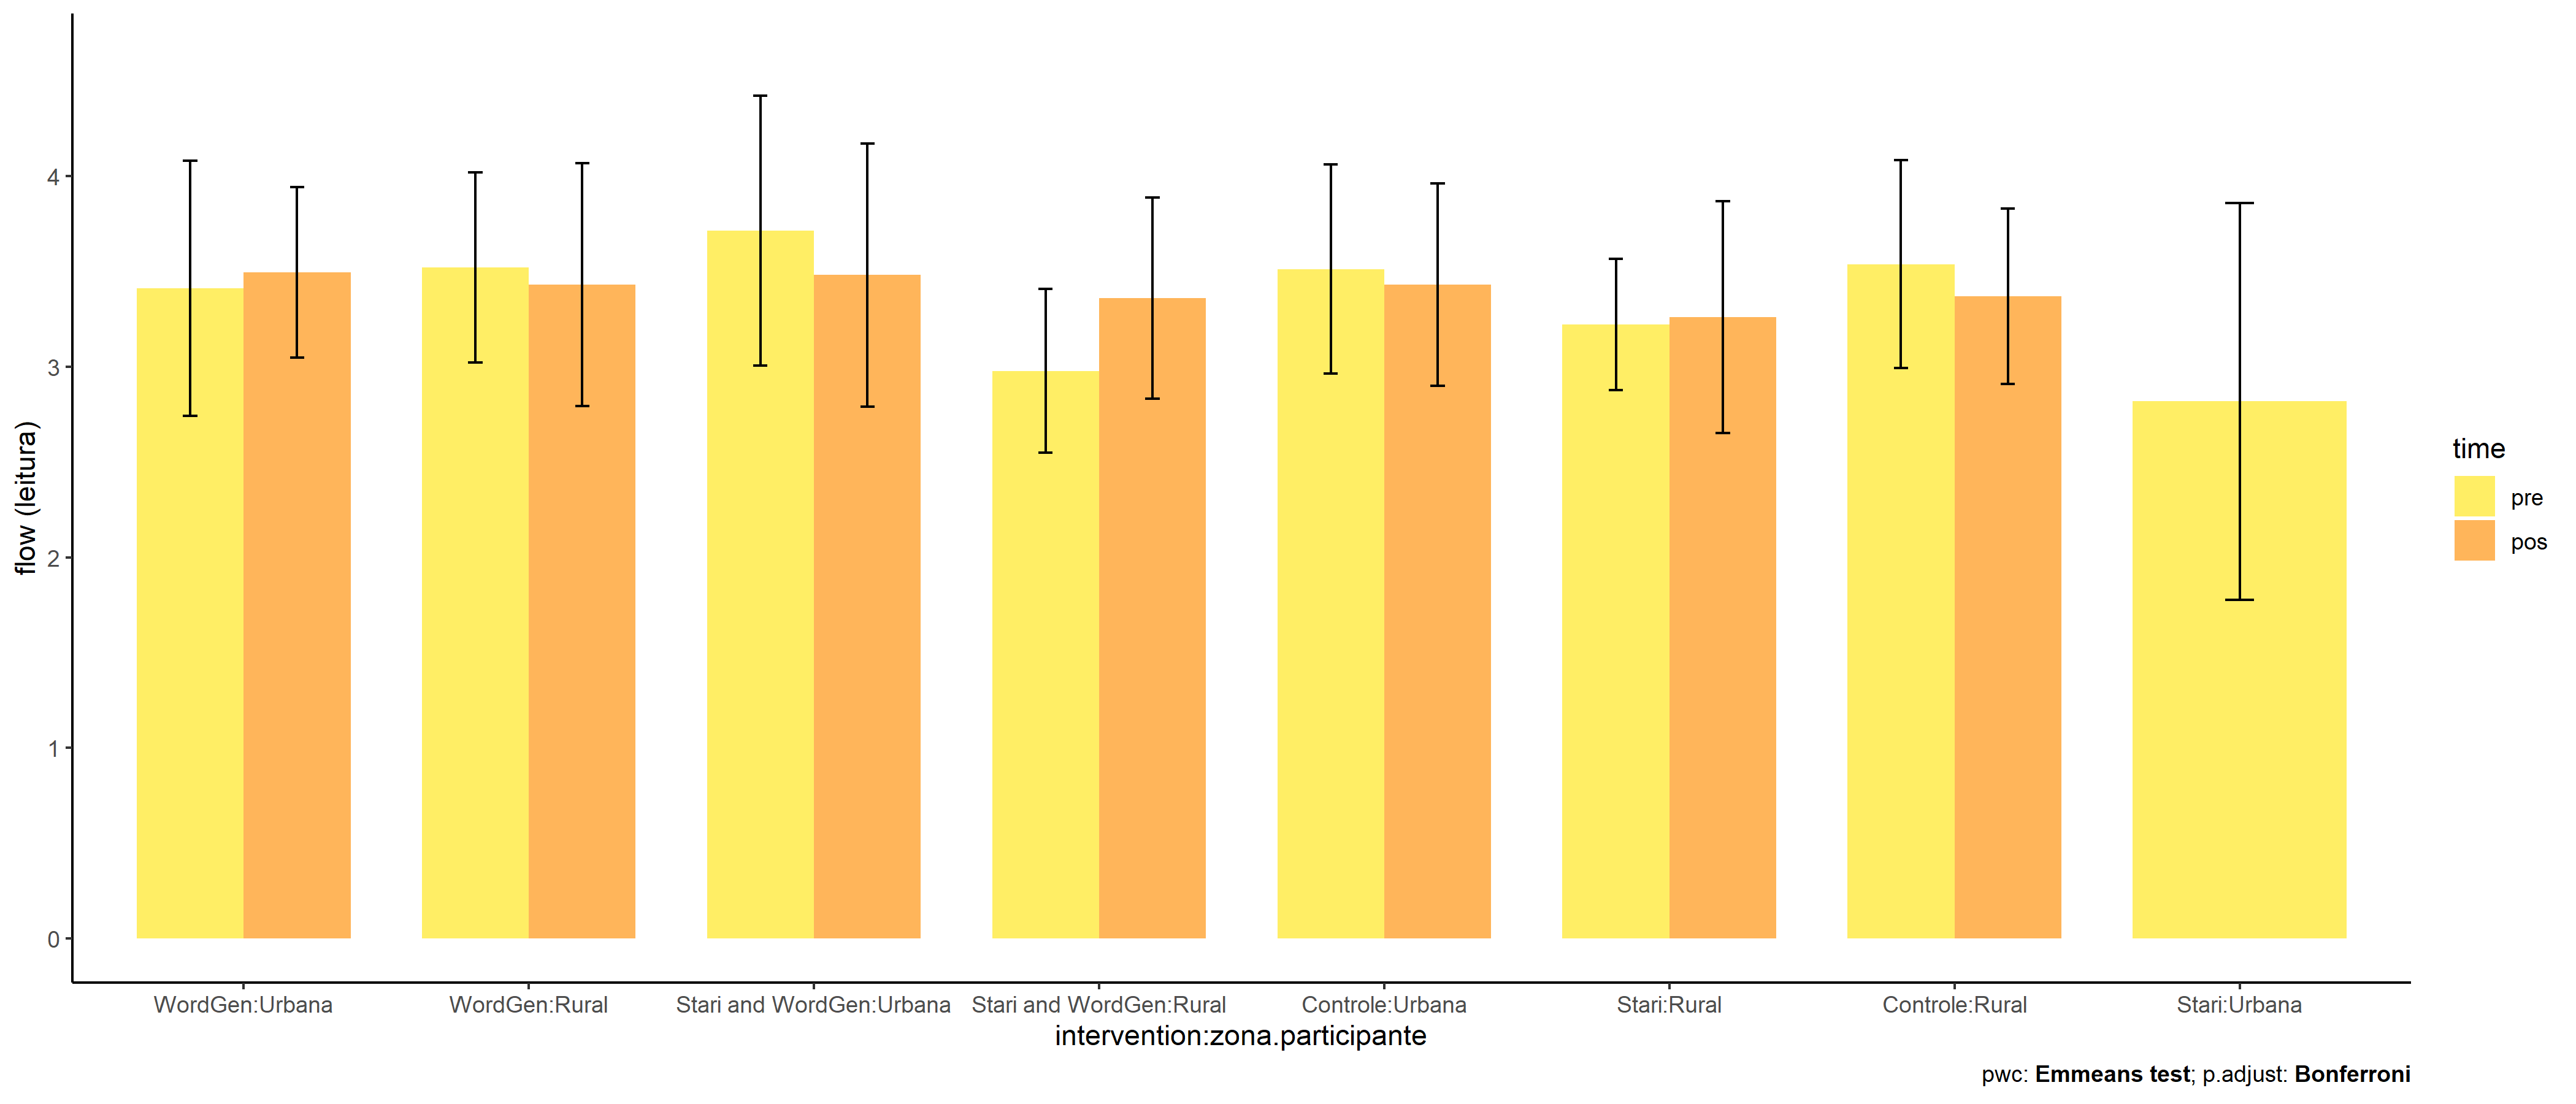 flow (leitura)
4
3
2
1
0
WordGen:Urbana
WordGen:Rural
Stari and WordGen:Urbana
Stari and WordGen:Rural
Controle:Urbana
Stari:Rural
Controle:Rural
Stari:Urbana
intervention:zona.participante
time
pre
pos
pwc: Emmeans test; p.adjust: Bonferroni